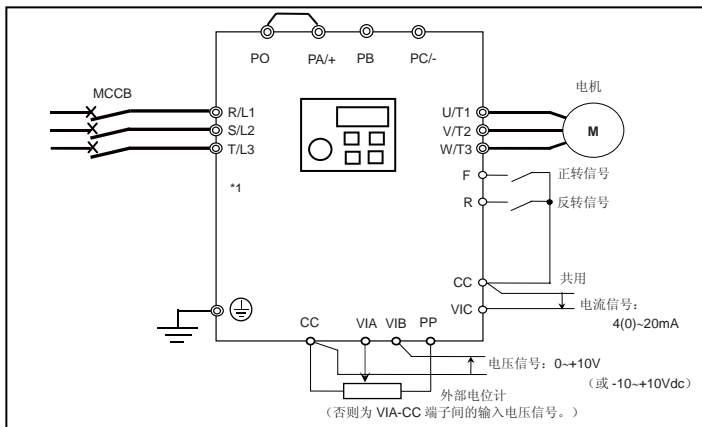 PO PA/+ PB PC/-
MCCB
电机
R/L1
S/L2
T/L3
U/T1
V/T2
W/T3
M
F
正转信号
*1
R
反转信号
CC
共用
VIC
电流信号：
4(0)~20mA
CC VIA VIB PP
电压信号：0~+10V
（或 -10~+10Vdc）
外部电位计
（否则为 VIA-CC 端子间的输入电压信号。）